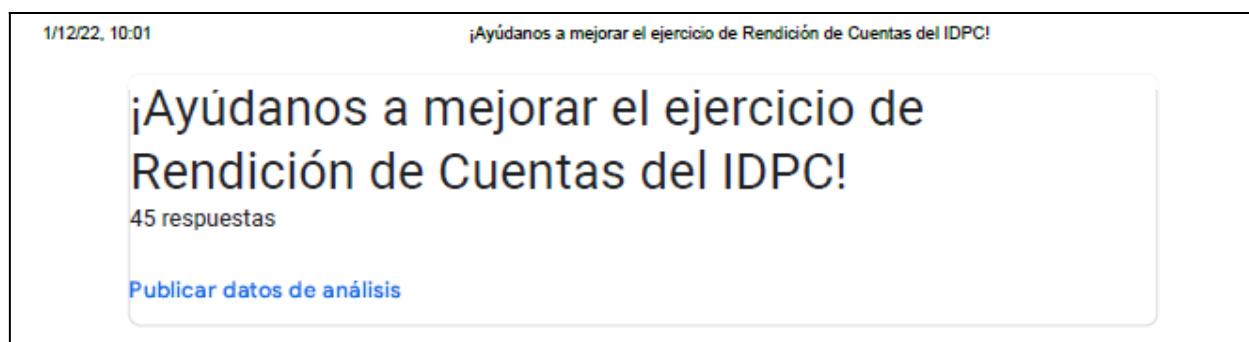 1/12/22, 10:01 ¡Ayúdanos a mejorar el ejercicio de Rendición de Cuentas del IDPC!
¡Ayúdanos a mejorar el ejercicio de
Rendición de Cuentas del IDPC!
45 respuestas
Publicar datos de análisis